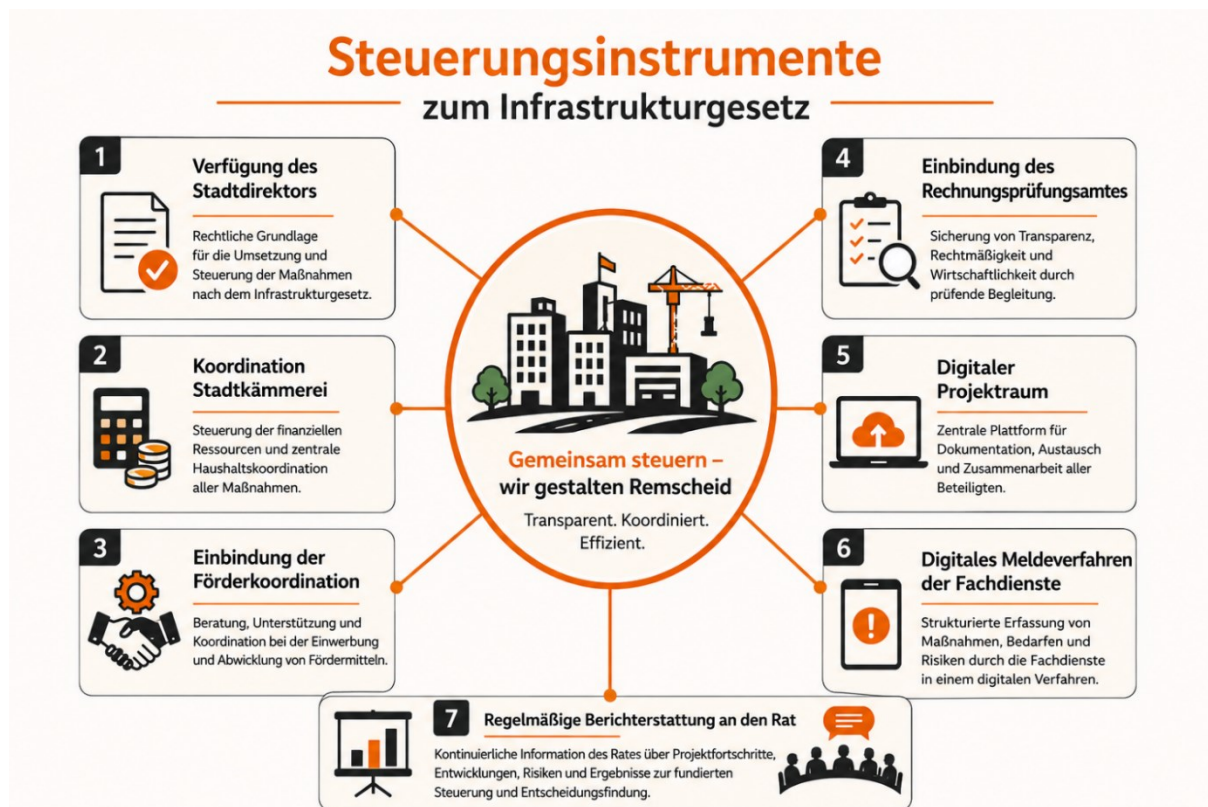 Steuerungsinstrumente
zum Infrastrukturgesetz
1
Verfügung des
Stadtdirektors
Rechtliche Grundlage
für die Umsetzung und
Steuerung der Maßnahmen
nach dem Infrastrukturgesetz.
2
Koordination
Stadtkämmerei
Steuerung der finanziellen
Ressourcen und zentrale
Haushaltskoordination
aller Maßnahmen.
3
Einbindung der
Förderkoordination
Beratung, Unterstützung und
Koordination bei der Einwerbung
und Abwicklung von Fördermitteln.
Gemeinsam steuern –
wir gestalten Remscheid
Transparent. Koordiniert.
Effizient.
4
Einbindung des
Rechnungsprüfungsamtes
Sicherung von Transparenz,
Rechtmäßigkeit und
Wirtschaftlichkeit durch
prüfende Begleitung.
5
Digitaler
Projektraum
Zentrale Plattform für
Dokumentation, Austausch
und Zusammenarbeit aller
Beteiligten.
6
Digitales Meldeverfahren
der Fachdienste
Strukturierte Erfassung von
Maßnahmen, Bedarfen und
Risiken durch die Fachdienste
in einem digitalen Verfahren.
7 Regelmäßige Berichterstattung an den Rat
Kontinuierliche Information des Rates über Projektfortschritte,
Entwicklungen, Risiken und Ergebnisse zur fundierten
Steuerung und Entscheidungsfindung.